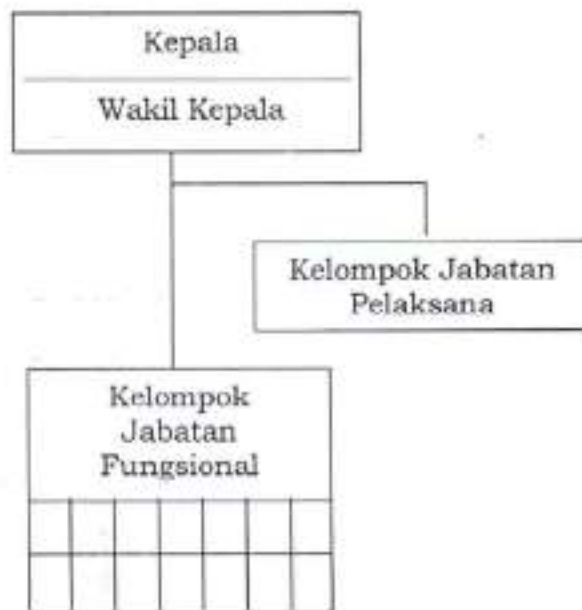 Kepala
Wakil Kepala
Kelompok Jabatan
Pelaksana
Kelompok
Jabatan
Fungsional